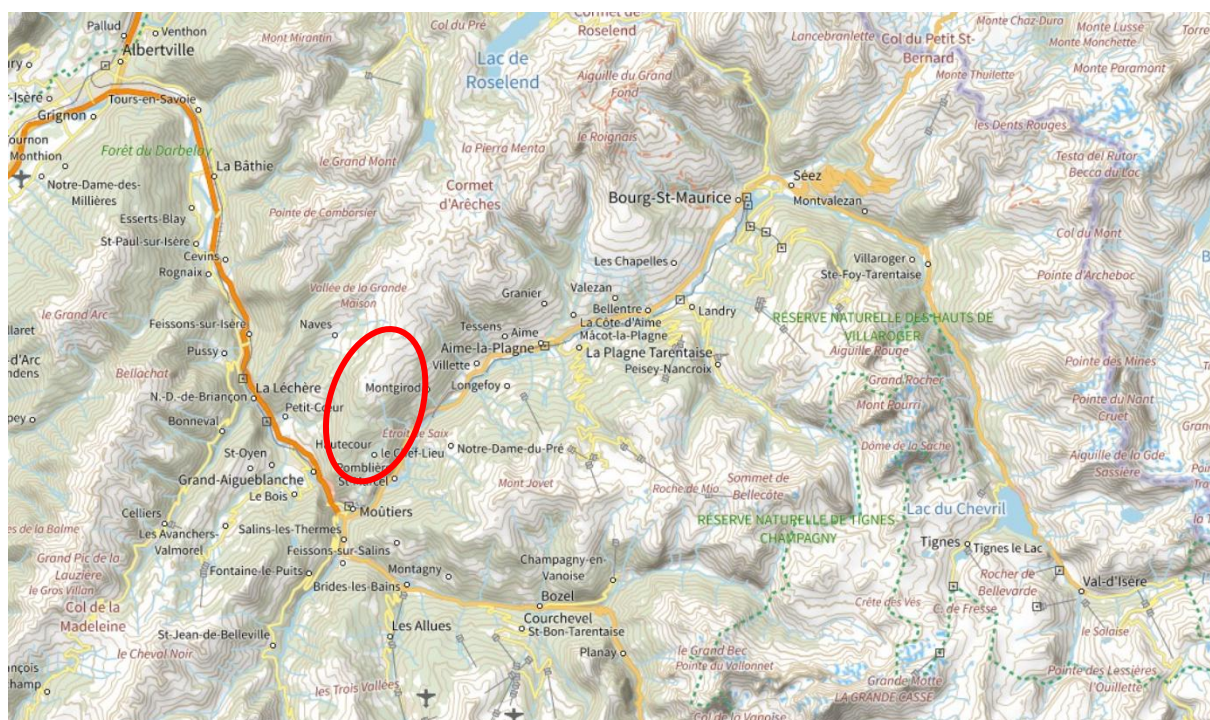 Pallud
Venthon
Albertville
Mont Mirantin
Col du Pré
Cormet de
Roselend
Lac de
Roselend
Lancebranlette
Col du Petit St-
Bernard
Monte Chaz-Dura
Monte Lusse
Monte Monchette
Torre
Monte Thuilette
Monte Paramont
Aiguille du Grand
Fond
-Isère
Tours-en-Savoie
Grignon
le Roignais
les Dents Rouges
Tournon
Monthion
Forêt du Darbelay
le Grand Mont
la Pierra Menta
La Bâthie
Testa del Rutor
Becca du Lac
Notre-Dame-des-
Millières
Cormet
d'Arêches
Séez
Bourg-St-Maurice
Montvalezan
Esserts-Blay
Pointe de Comborsier
St-Paul-sur-Isère
Cevins
Rognaix
Col du Mont
Les Chapelles
Villaroger
Ste-Foy-Tarentaise
Pointe d'Archeboc
Vallée de la Grande
Maison
Granier
Valezan
le Grand Arc
Feissons-sur-Isère
Naves
Tessens
Aime
Bellentre
Landry
La Côte-d'Aime
Mâcot-la-Plagne
RÉSERVE NATURELLE DES HAUTS DE
VILLAROGER
Pussy
Aime-la-Plagne
Villette
La Plagne Tarentaise
Peisey-Nancroix
Aiguille Rouge
Pointe des Mines
-d'Arc
Bellachat
La Léchère
Montgirod
Longefoy
Grand Rocher
N.-D.-de-Briançon
Petit-Cœur
Mont Pourri
Pointe du Nant
Cruet
Bonneval
Étroit de Saix
Hautecour
le Chef-Lieu
Notre-Dame-du-Pré
Dôme de la Sache
Aiguille de la Gde
Sassière
St-Oyen
Pomblière
St-Marcel
Grand-Aigueblanche
Le Bois
Mont Jovet
Roche de Mio
Sommet de
Bellecôte
Celliers
Moûtiers
Lac du Chevril
RÉSERVE NATURELLE DE TIGNES-
CHAMPAGNY
es de la Balme
Les Avanchers-
Valmorel
Salins-les-Thermes
Feissons-sur-Salins
Tignes
Tignes le Lac
Grand Pic de la
Lauzière
le Gros Villan
Fontaine-le-Puits
Montagny
Champagny-en-
Vanoise
Rocher de
Bellevarde
Val-d'Isère
Brides-les-Bains
Bozel
Crête des Vés
C. de Fresse
Col de la
Madeleine
Courchevel
St-Bon-Tarentaise
Les Allues
St-Jean-de-Belleville
le Solaise
le Cheval Noir
Planay
le Grand Bec
Pointe du Vallonnet
Pointe des Lessières
l'Ouillette
les Trois Vallées
Grande Motte
LA GRANDE CASSE
Col de la Vanoise